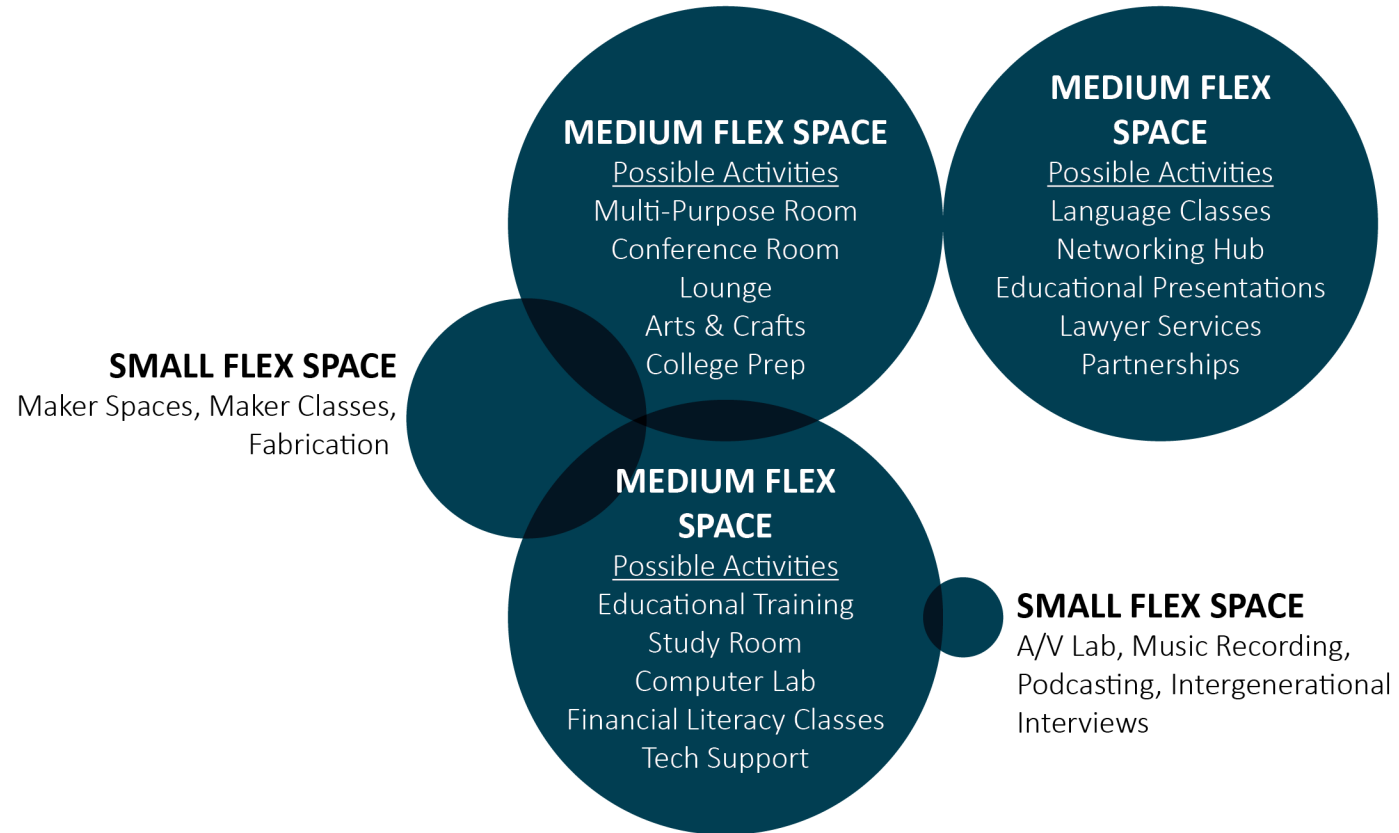 MEDIUM FLEX SPACE
Possible Activities
Multi-Purpose Room
Conference Room
Lounge
Arts & Crafts
College Prep
MEDIUM FLEX
SPACE
Possible Activities
Language Classes
Networking Hub
Educational Presentations
Lawyer Services
Partnerships
SMALL FLEX SPACE
Maker Spaces, Maker Classes,
Fabrication
MEDIUM FLEX
SPACE
Possible Activities
Educational Training
Study Room
Computer Lab
Financial Literacy Classes
Tech Support
SMALL FLEX SPACE
A/V Lab, Music Recording,
Podcasting, Intergenerational
Interviews